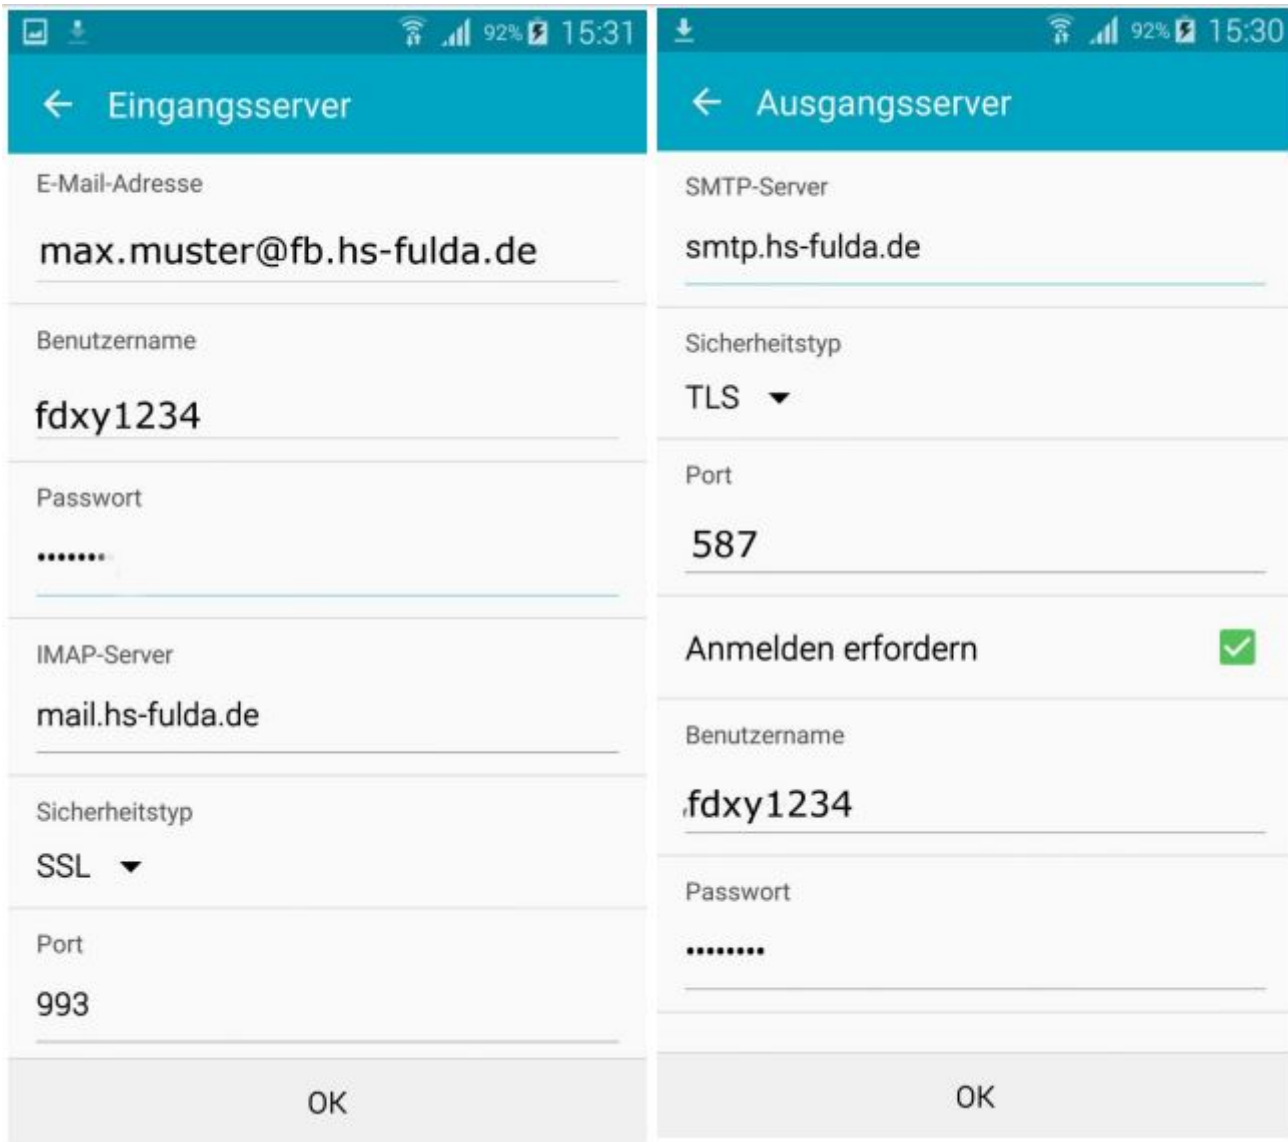 92% 15:31
Eingangsserver
E-Mail-Adresse
max.muster@fb.hs-fulda.de
Benutzername
fdxy1234
Passwort
IMAP-Server
mail.hs-fulda.de
Sicherheitstyp
SSL
Port
993
OK
92% 15:30
Ausgangsserver
SMTP-Server
smtp.hs-fulda.de
Sicherheitstyp
TLS
Port
587
Anmelden erfordern
Benutzername
fdxy1234
Passwort
OK